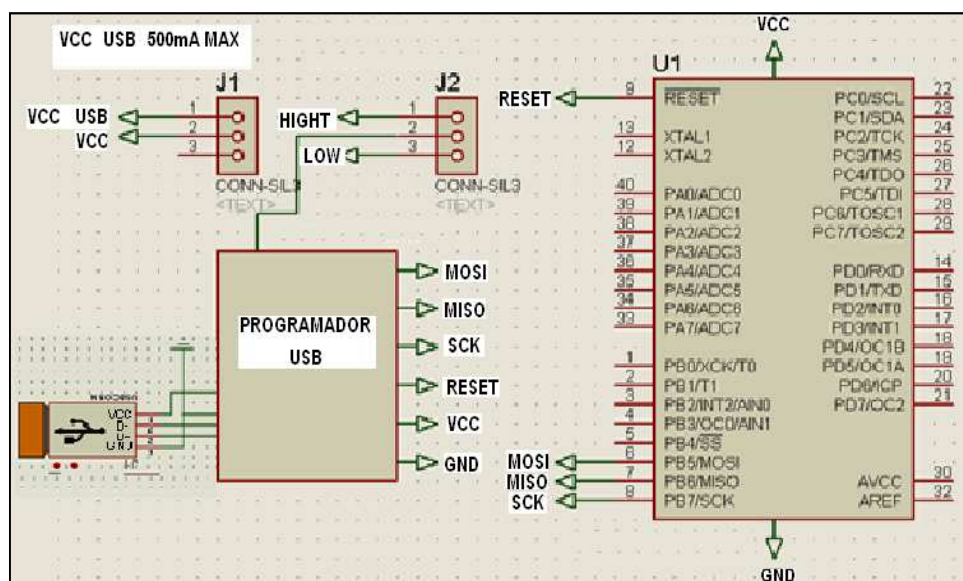 VCC USB 500mA MAX
J1
VCC USB
VCC
1
2
3
CONN-SIL3
<TEXT>
J2
HIGHT
LOW
1
2
3
CONN-SIL3
<TEXT>
PROGRAMADOR
USB
MOSI
MISO
SCK
RESET
VCC
GND
VCC
D-
GND
VCC
U1
RESET
9 RESET
13 XTAL1
12 XTAL2
40 PA0/ADC0
39 PA1/ADC1
38 PA2/ADC2
37 PA3/ADC3
36 PA4/ADC4
35 PA5/ADC5
34 PA6/ADC6
33 PA7/ADC7
1 PB0/XCK/T0
2 PB1/T1
3 PB2/INT2/AIN0
4 PB3/OC0/AIN1
5 PB4/SS
MOSI 6 PB5/MOSI
MISO 7 PB6/MISO
SCK 8 PB7/SCK
PC0/SCL 22
PC1/SDA 23
PC2/TCK 24
PC3/TMS 25
PC4/TDO 26
PC5/TDI 27
PC6/TOSC1 28
PC7/TOSC2 29
PD0/RXD 14
PD1/TXD 15
PD2/INT0 16
PD3/INT1 17
PD4/OC1B 18
PD5/OC1A 19
PD6/ICP 20
PD7/OC2 21
AVCC 30
AREF 32
GND